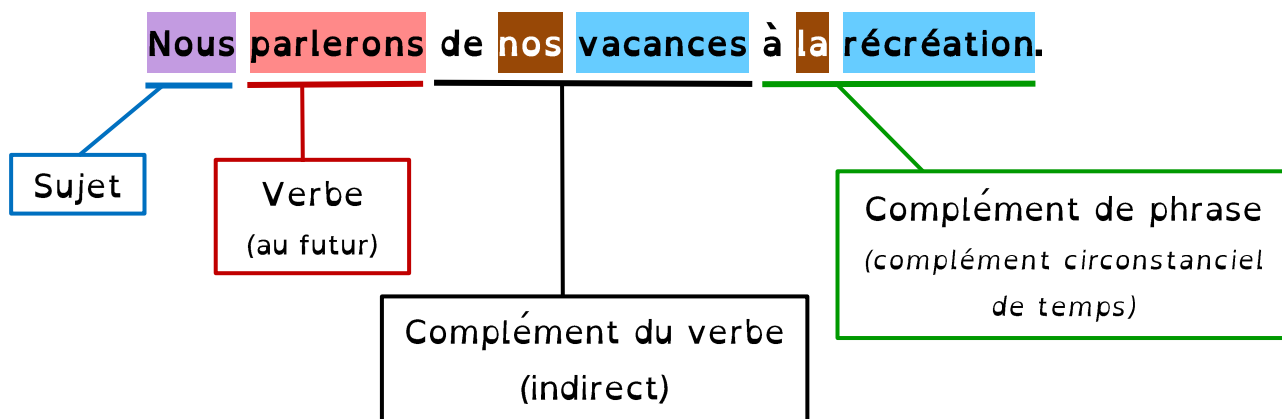 Nous parlerons de nos vacances à la récréation.
Sujet
Verbe
(au futur)
Complément du verbe
(indirect)
Complément de phrase
(complément circonstanciel
de temps)